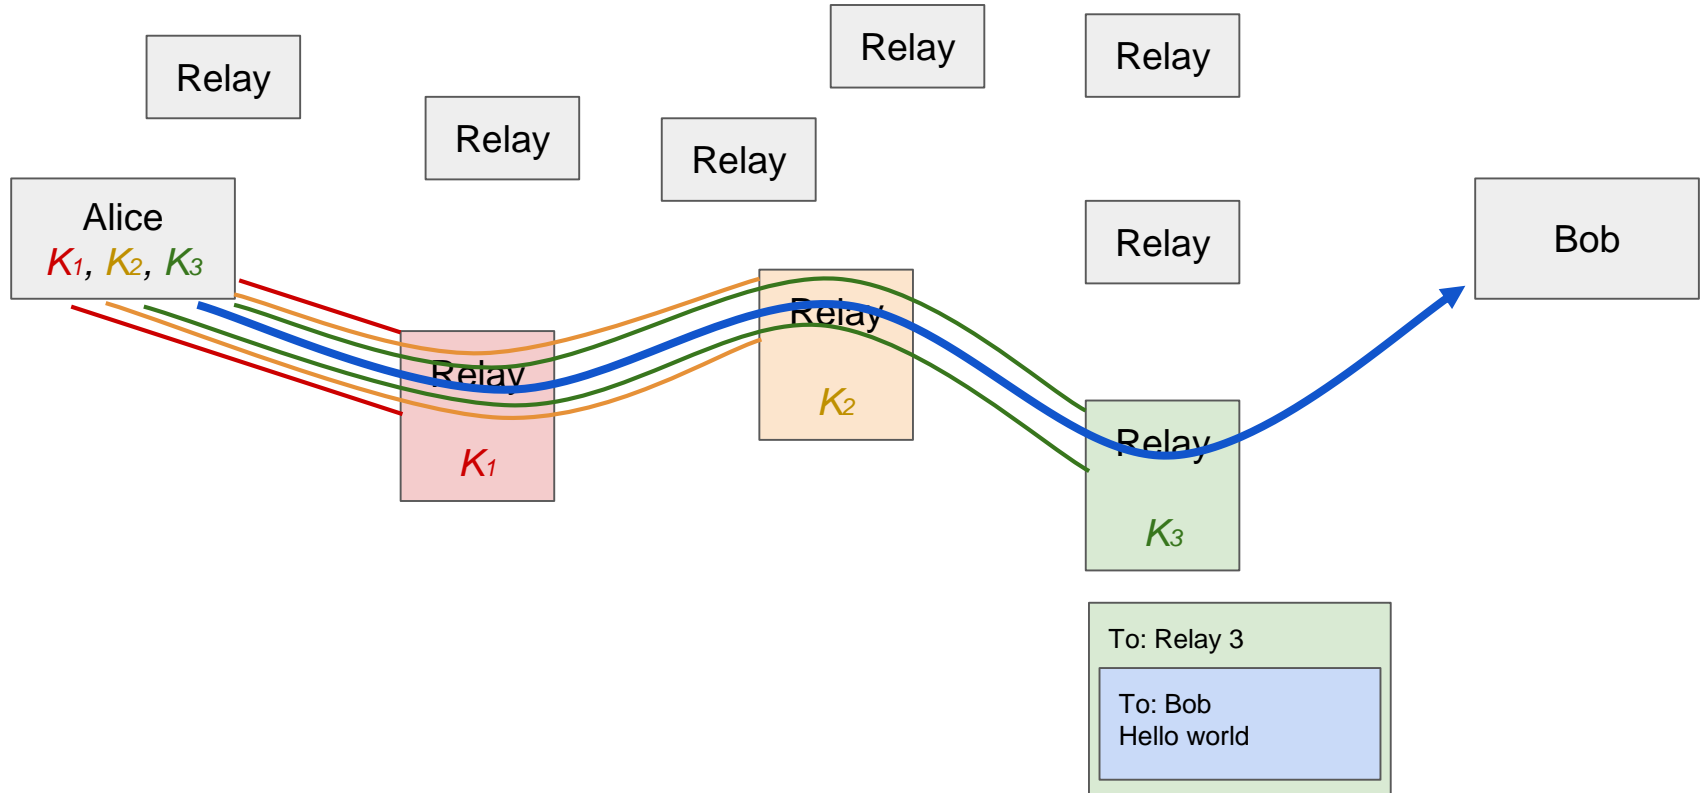 Relay
Relay
Relay
Relay
Relay
Alice
K1, K2, K3
Relay
Bob
Relay
K1
Relay
K2
Relay
K3
To: Relay 3
To: Bob
Hello world